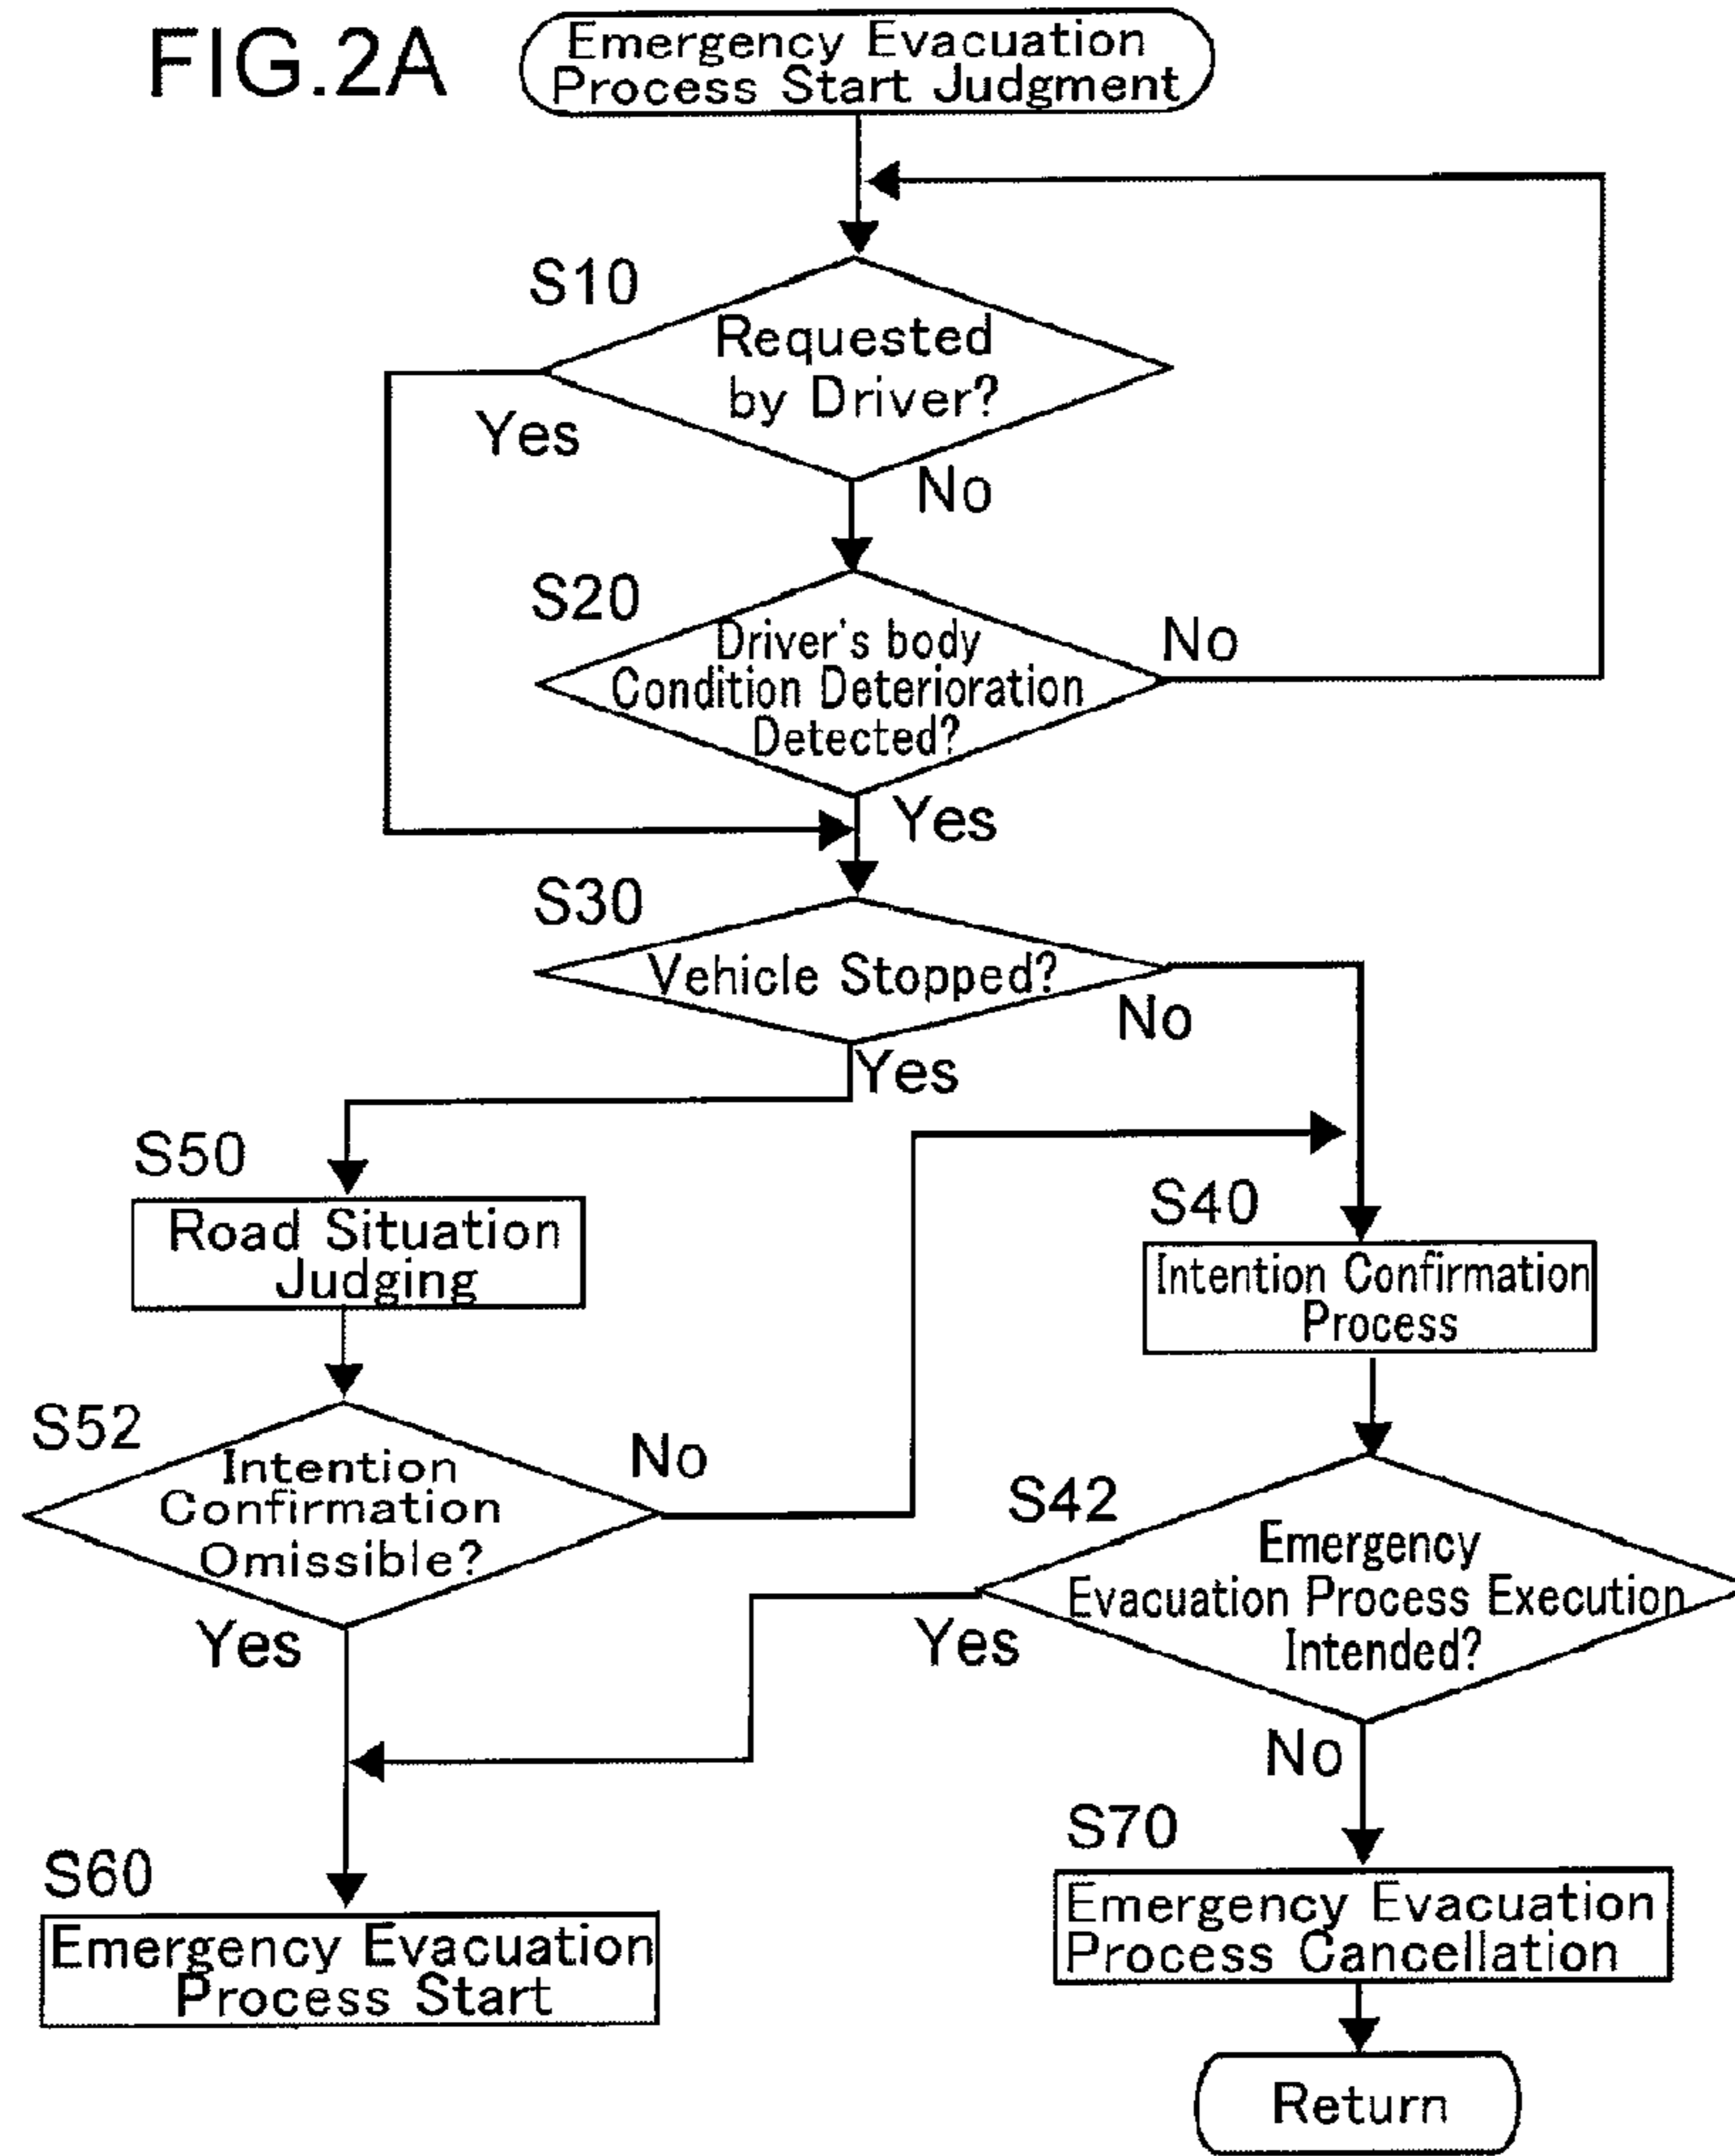 FIG.2A
Emergency Evacuation
Process Start Judgment
S10
Requested
by Driver?
Yes
No
S20
Driver's body
Condition Deterioration
Detected?
No
Yes
S30
Vehicle Stopped?
No
Yes
S50
Road Situation
Judging
S40
Intention Confirmation
Process
S52
Intention
Confirmation
Omissible?
No
Yes
S42
Emergency
Evacuation Process Execution
Intended?
Yes
No
S60
Emergency Evacuation
Process Start
S70
Emergency Evacuation
Process Cancellation
Return